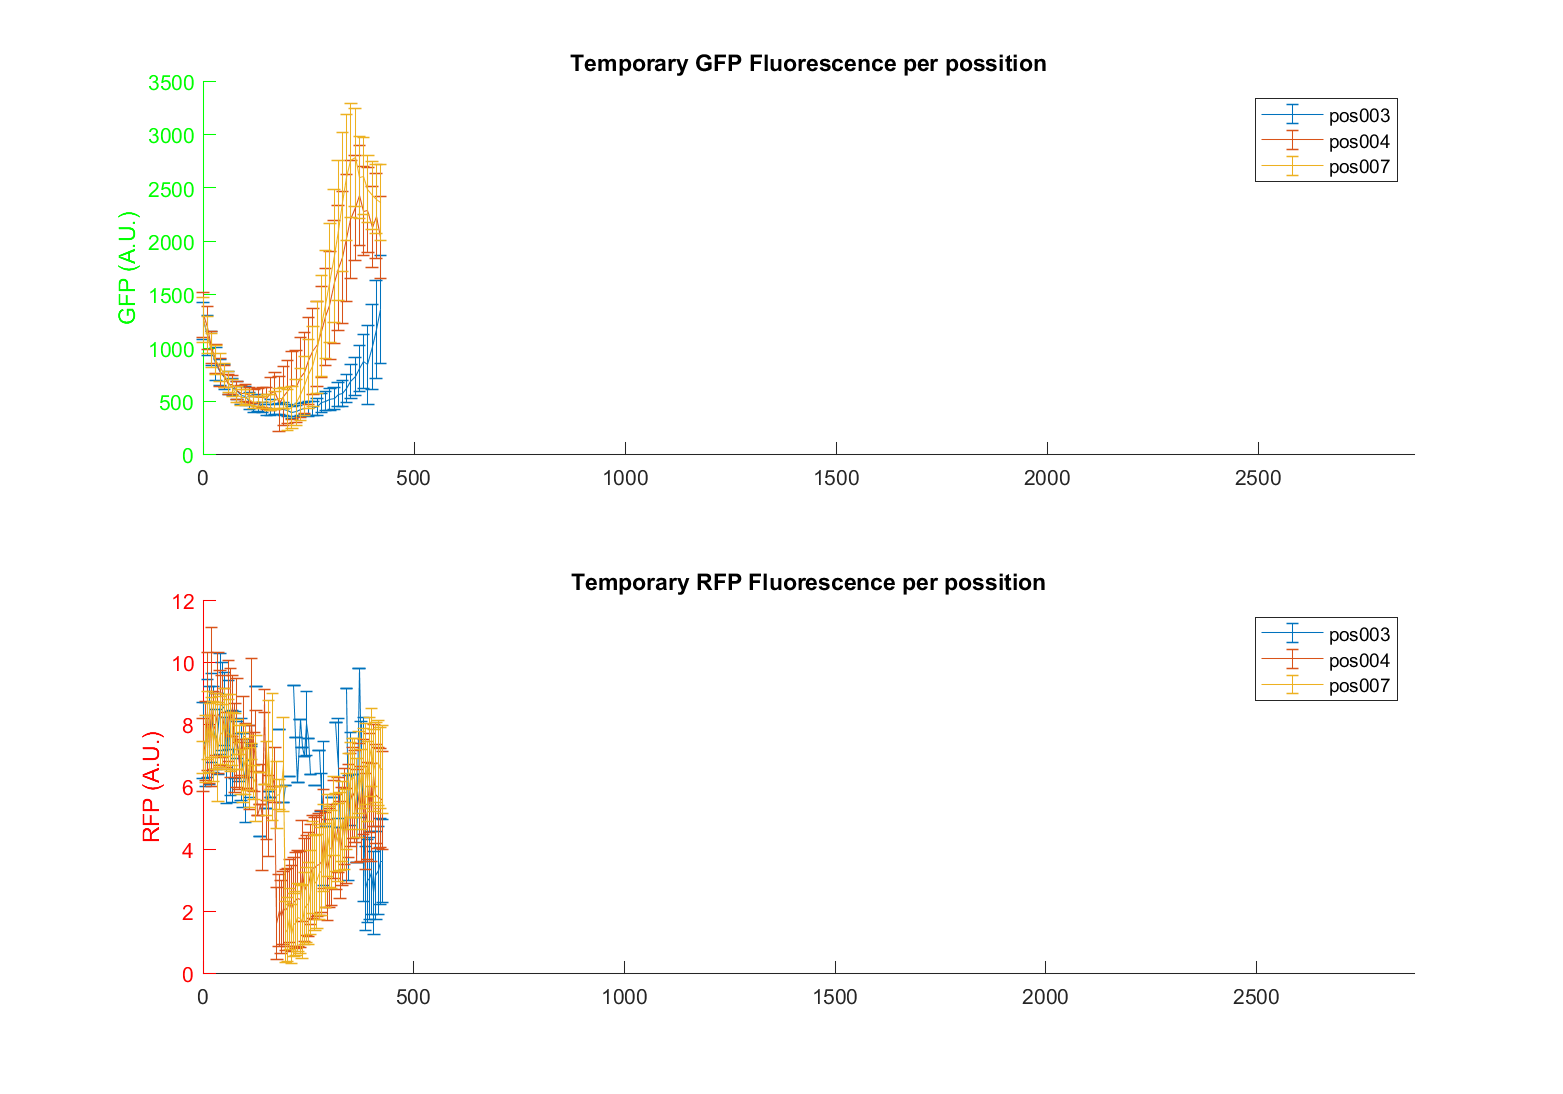 Temporary GFP Fluorescence per possition
GFP (A.U.)
3500
3000
2500
2000
1500
1000
500
0
0 500 1000 1500 2000 2500
pos003
pos004
pos007
Temporary RFP Fluorescence per possition
RFP (A.U.)
12
10
8
6
4
2
0
0 500 1000 1500 2000 2500
pos003
pos004
pos007